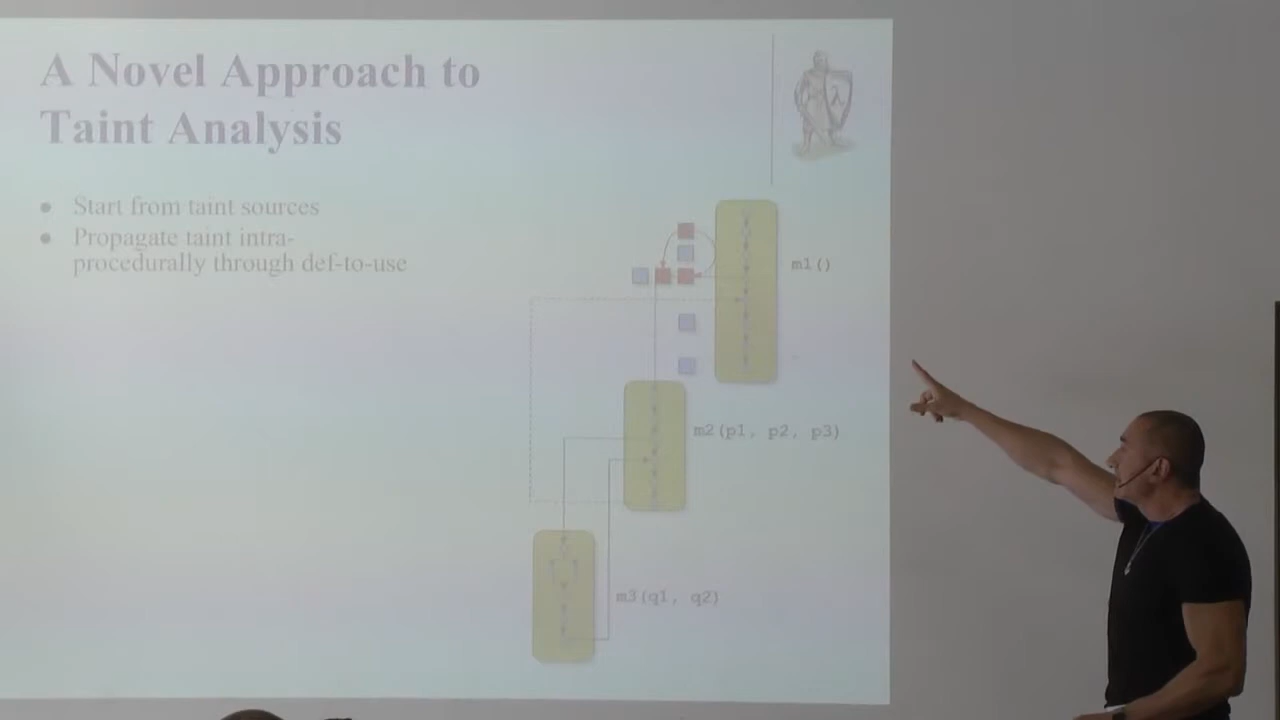 A Novel Approach to
Taint Analysis
λ
● Start from taint sources
● Propagate taint intra-
procedurally through def-to-use
m1()
m2(p1, p2, p3)
m3(q1, q2)